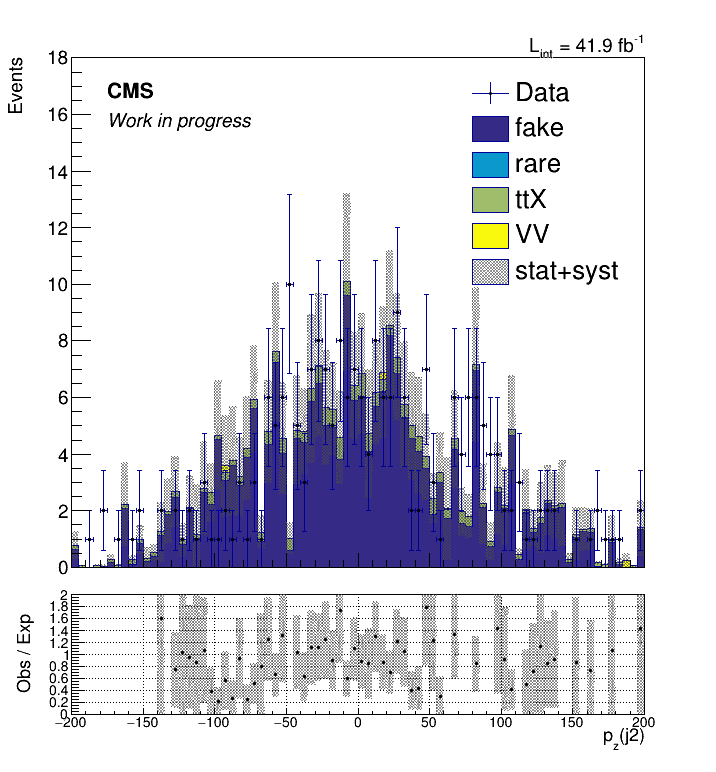 L_int = 41.9 fb^-1
Events
18
16
14
12
10
8
6
4
2
0
CMS
Work in progress
Data
fake
rare
ttX
VV
stat+syst
Obs / Exp
2
1.8
1.6
1.4
1.2
1
0.8
0.6
0.4
0.2
0
−200 −150 −100 −50 0 50 100 150 200
p_z(j2)